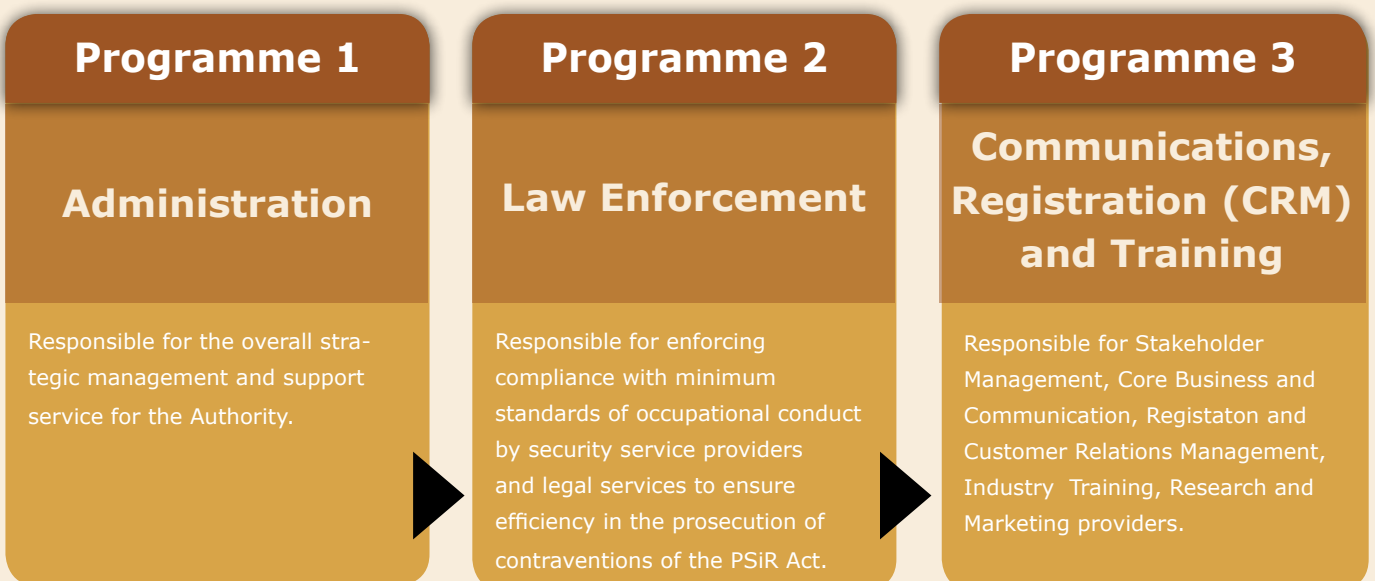 Programme 1
Administration
Responsible for the overall stra-
tegic management and support
service for the Authority.
Programme 2
Law Enforcement
Responsible for enforcing
compliance with minimum
standards of occupational conduct
by security service providers
and legal services to ensure
efficiency in the prosecution of
contraventions of the PSiR Act.
Programme 3
Communications,
Registration (CRM)
and Training
Responsible for Stakeholder
Management, Core Business and
Communication, Registaton and
Customer Relations Management,
Industry  Training, Research and
Marketing providers.